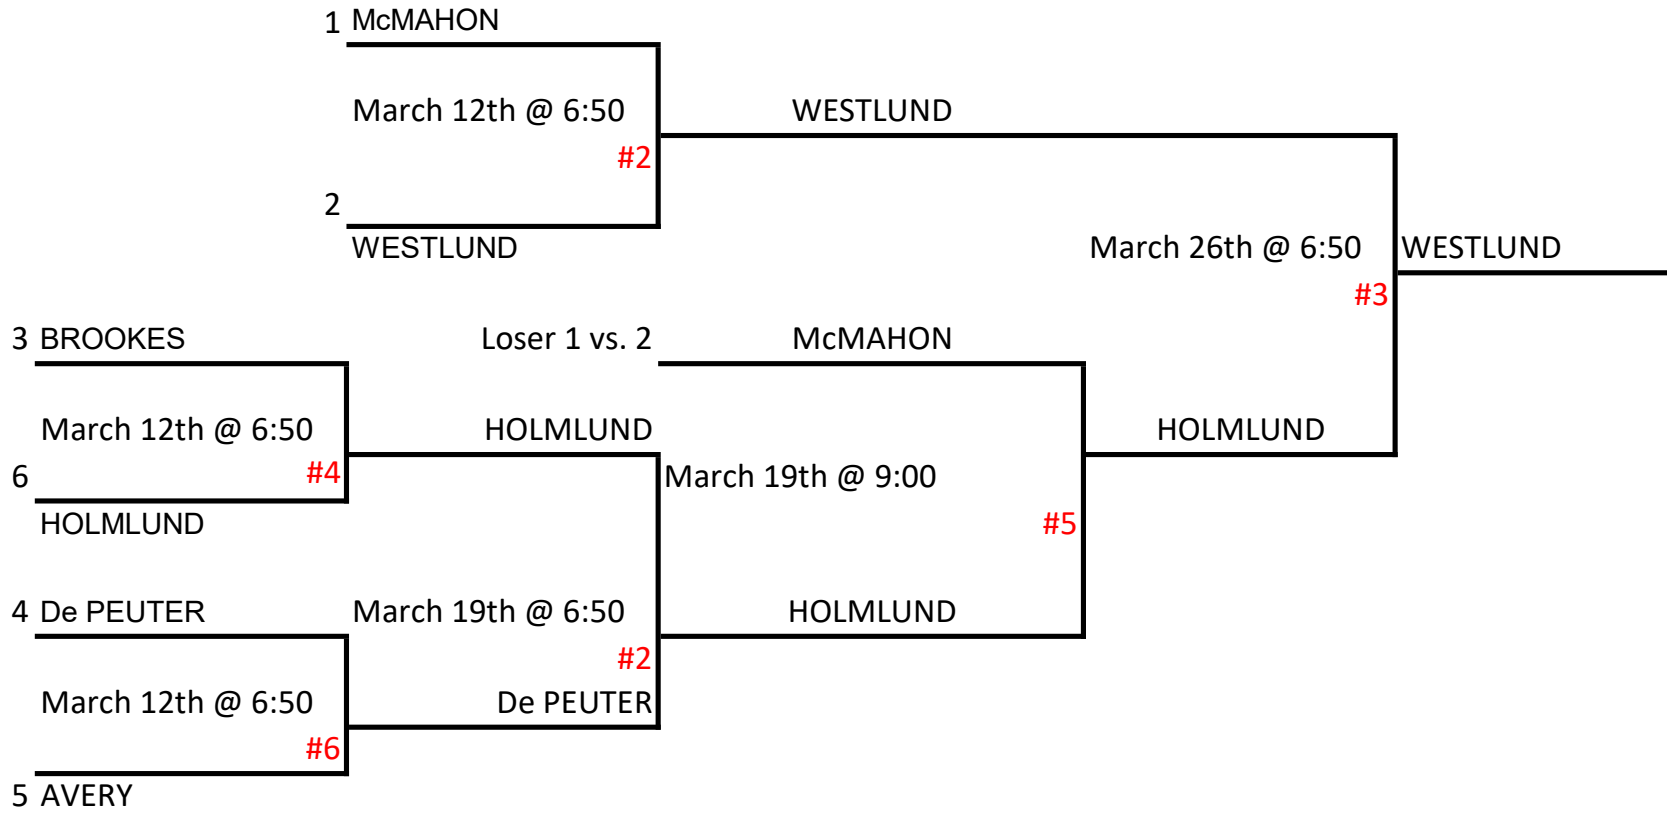 1 McMAHON
March 12th @ 6:50 WESTLUND
#2
2
WESTLUND March 26th @ 6:50 WESTLUND
#3
3 BROOKES Loser 1 vs. 2 McMAHON
March 12th @ 6:50 HOLMLUND HOLMLUND
6 #4 March 19th @ 9:00
HOLMLUND #5
4 De PEUTER March 19th @ 6:50 HOLMLUND
#2
March 12th @ 6:50 De PEUTER
#6
5 AVERY